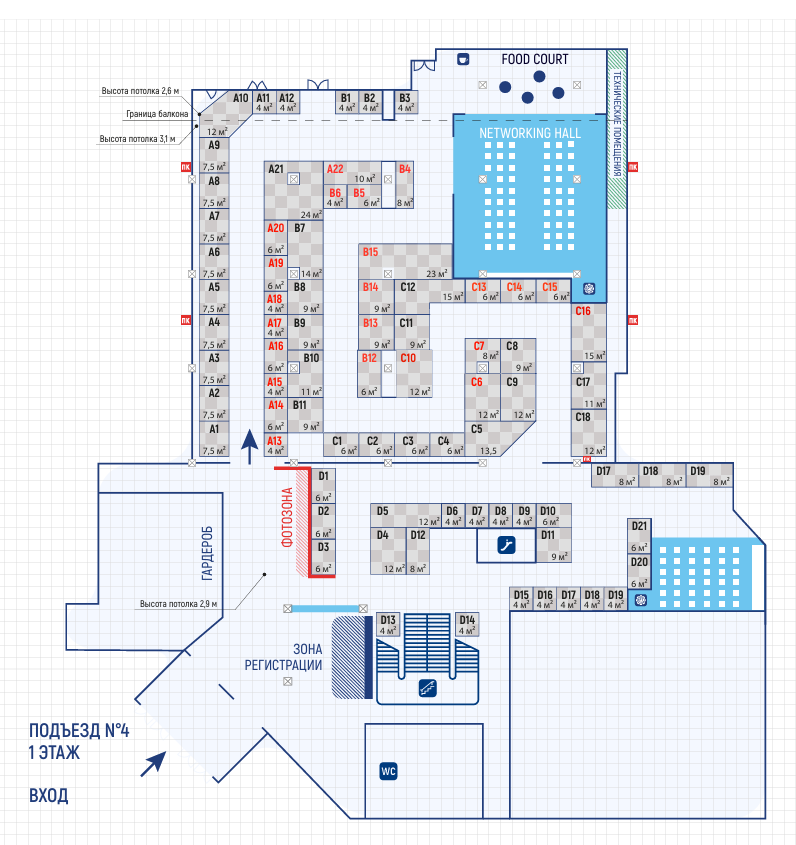 FOOD COURT
ТЕХНИЧЕСКИЕ ПОМЕЩЕНИЯ
Высота потолка 2,6 м
Граница балкона
Высота потолка 3,1 м
A10
12 м²
A11
4 м²
A12
4 м²
B1
4 м²
B2
4 м²
B3
4 м²
NETWORKING HALL
A9
7,5 м²
A8
7,5 м²
A7
7,5 м²
A6
7,5 м²
A5
7,5 м²
A4
7,5 м²
A3
7,5 м²
A2
7,5 м²
A1
7,5 м²
ПК
ПК
ПК
ПК
A21
24 м²
A22
10 м²
B4
8 м²
B6
4 м²
B5
6 м²
A20
6 м²
B7
14 м²
A19
6 м²
A18
4 м²
B8
9 м²
A17
4 м²
B9
9 м²
A16
6 м²
B10
11 м²
A15
4 м²
A14
6 м²
B11
9 м²
A13
4 м²
B15
23 м²
B14
9 м²
C12
15 м²
C13
6 м²
C14
6 м²
C15
6 м²
B13
9 м²
C11
9 м²
B12
6 м²
C10
12 м²
C16
15 м²
C7
8 м²
C8
9 м²
C6
12 м²
C9
12 м²
C17
11 м²
C18
12 м²
C1
6 м²
C2
6 м²
C3
6 м²
C4
6 м²
C5
13,5
ПК
D17
8 м²
D18
8 м²
D19
8 м²
ФОТОЗОНА
D1
6 м²
D2
6 м²
D3
6 м²
D5
12 м²
D6
4 м²
D7
4 м²
D8
4 м²
D9
4 м²
D10
6 м²
D4
12 м²
D12
8 м²
D11
9 м²
D21
6 м²
D20
6 м²
ГАРДЕРОБ
Высота потолка 2,9 м
D15
4 м²
D16
4 м²
D17
4 м²
D18
4 м²
D19
4 м²
D13
4 м²
D14
4 м²
ЗОНА
РЕГИСТРАЦИИ
ПОДЪЕЗД №4
1 ЭТАЖ
ВХОД
WC